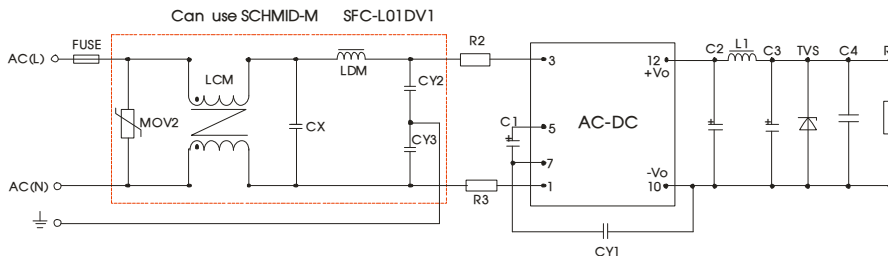 Can use SCHMID-M SFC-L01DV1
FUSE
AC(L)
LCM
LDM
R2
MOV2
CX
CY2
CY3
AC(N)
R3
C1
3
5
7
1
AC-DC
12
+Vo
-Vo
10
CY1
C2
L1
C3
TVS
C4
R